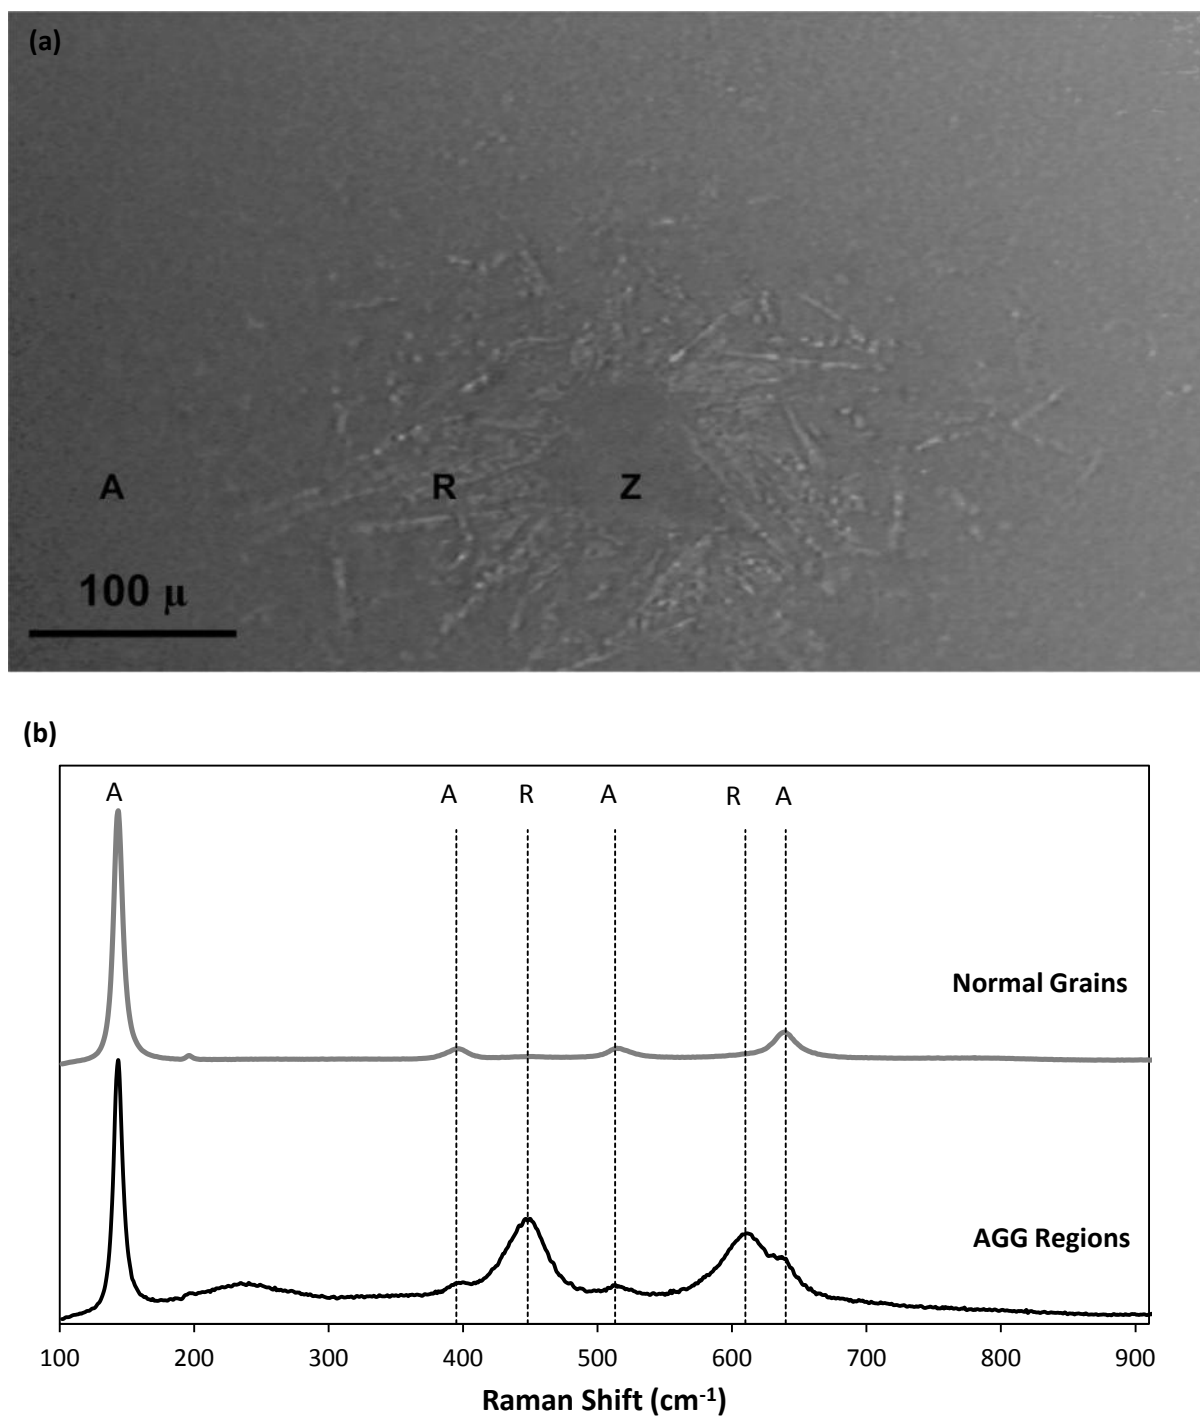 (a)
A R Z
100 μ
(b)
A A R A R A
Normal Grains
AGG Regions
100 200 300 400 500 600 700 800 900
Raman Shift (cm-1)